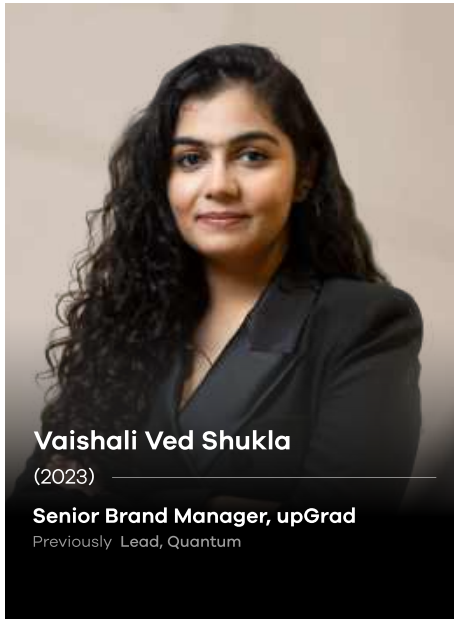 Vaishali Ved Shukla
(2023)
Senior Brand Manager, upGrad
Previously Lead, Quantum